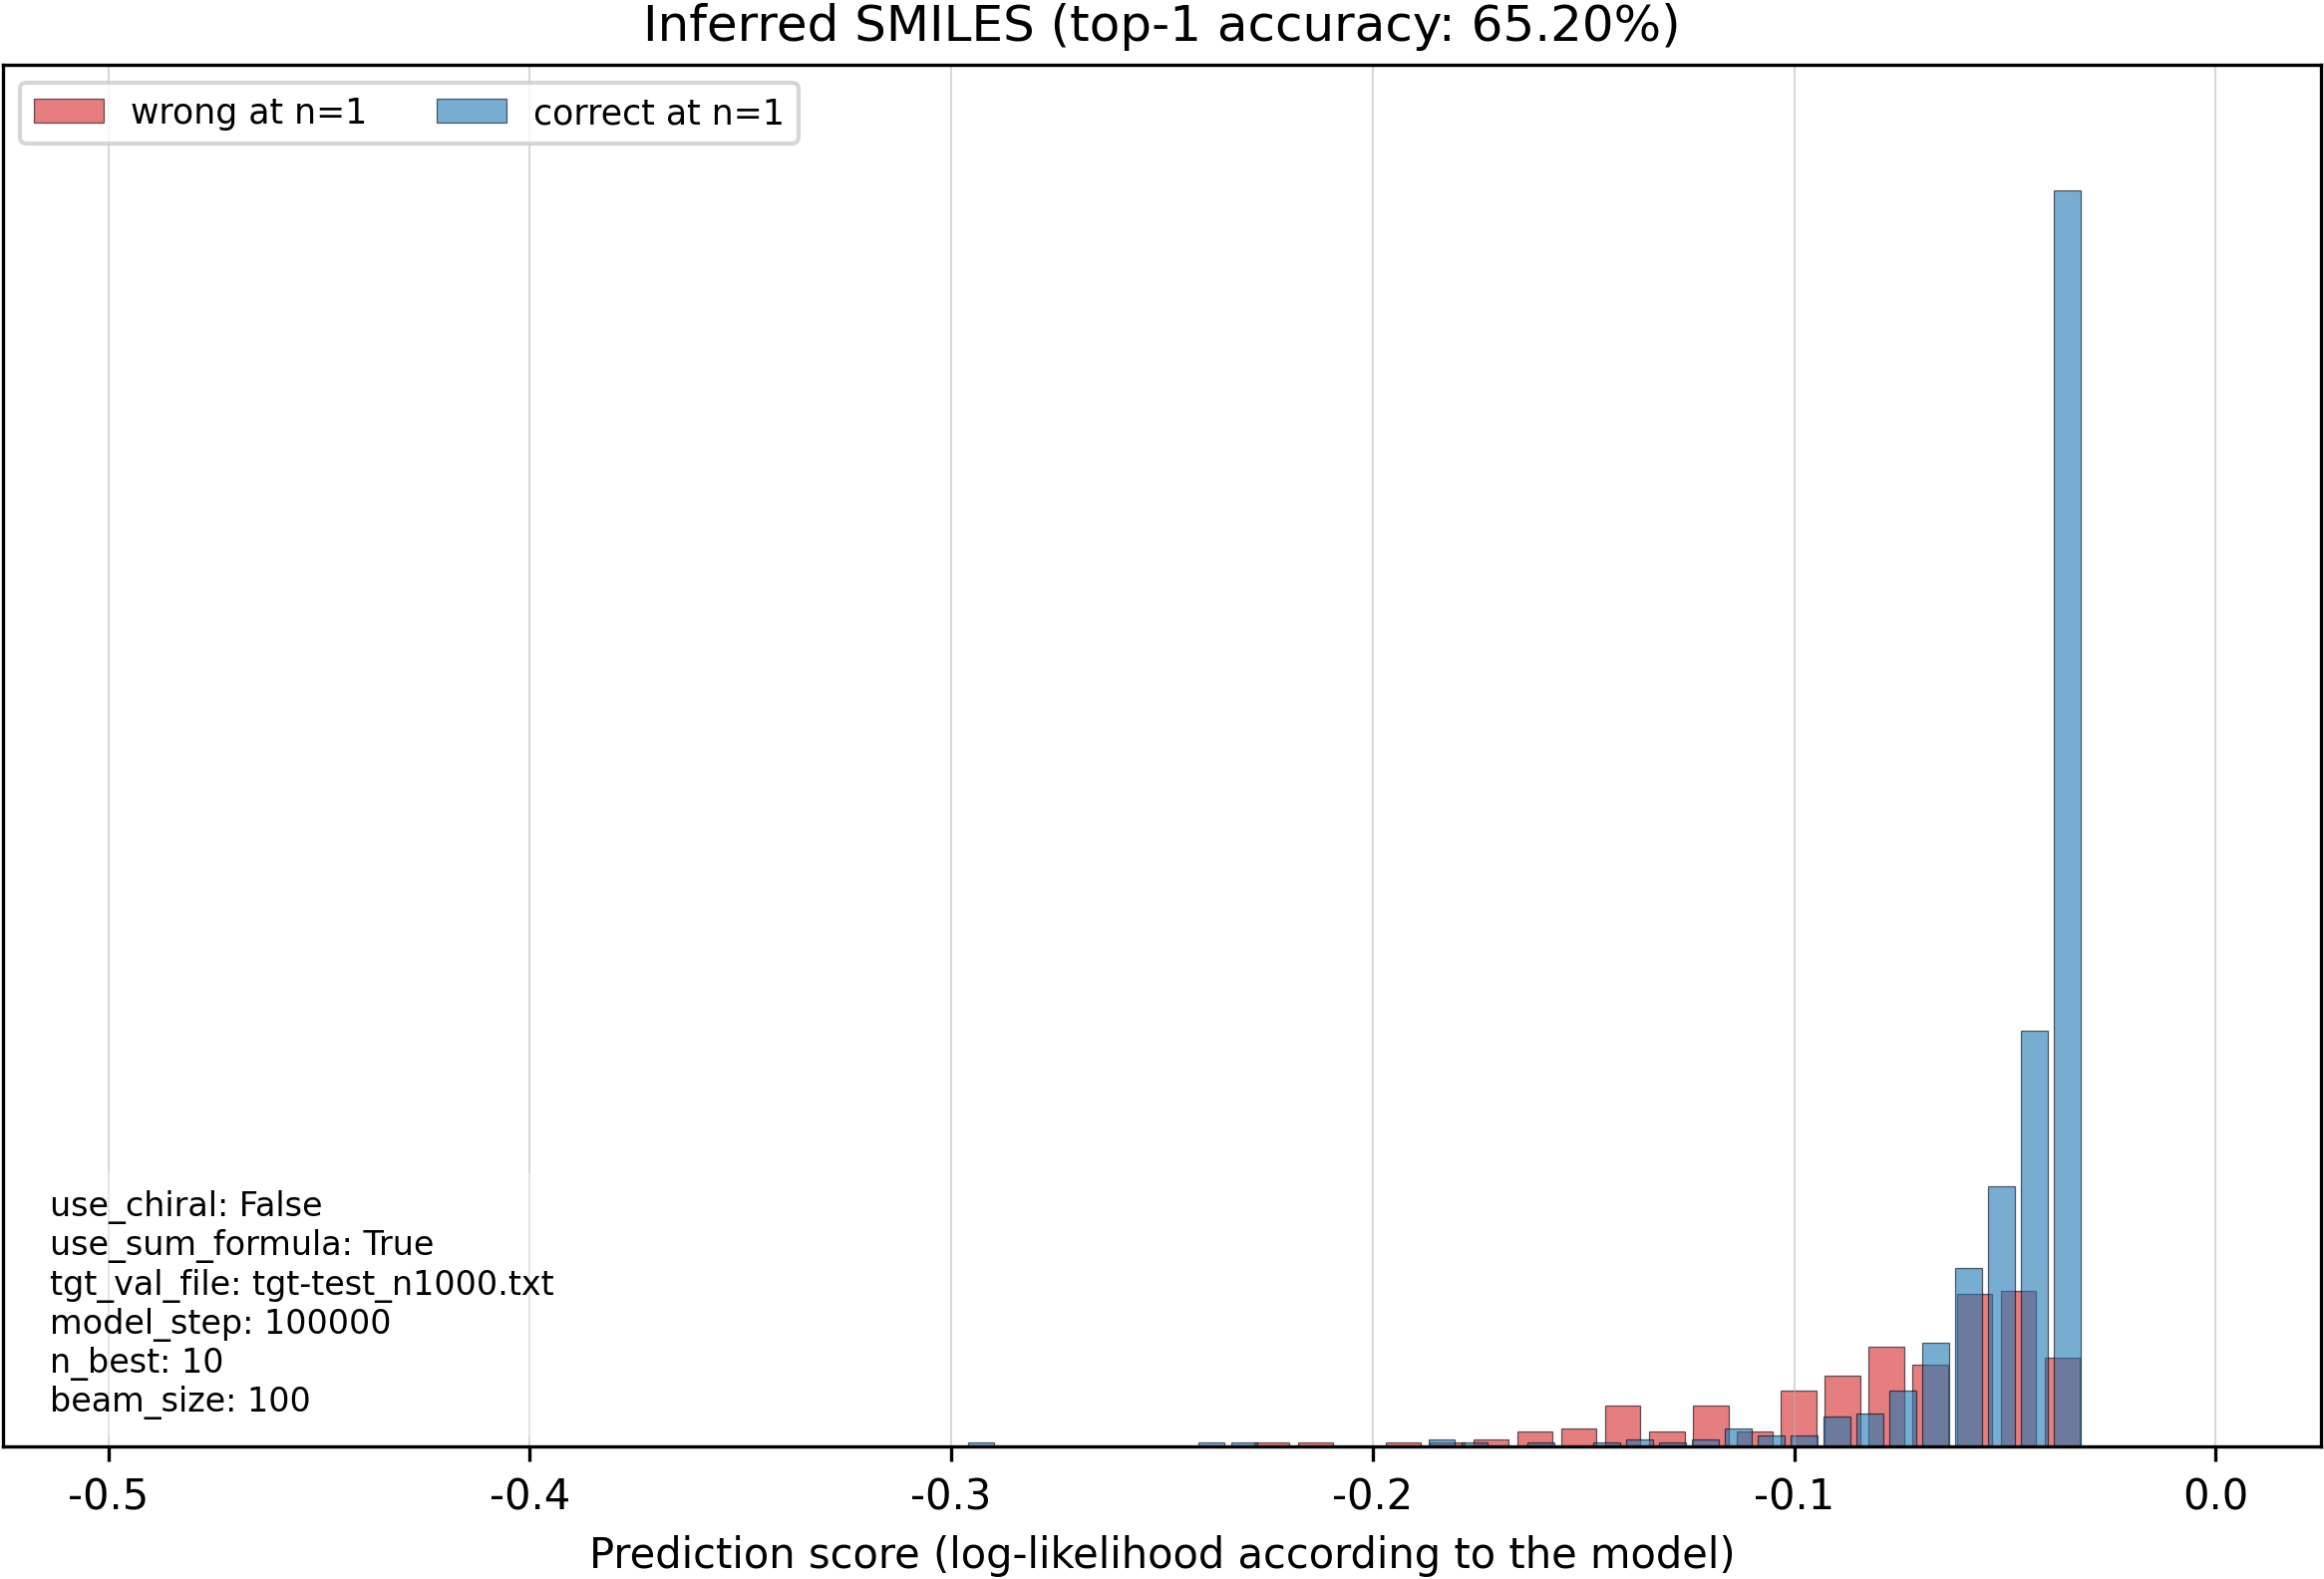 Inferred SMILES (top-1 accuracy: 65.20%)
wrong at n=1 correct at n=1
use_chiral: False
use_sum_formula: True
tgt_val_file: tgt-test_n1000.txt
model_step: 100000
n_best: 10
beam_size: 100
-0.5 -0.4 -0.3 -0.2 -0.1 0.0
Prediction score (log-likelihood according to the model)